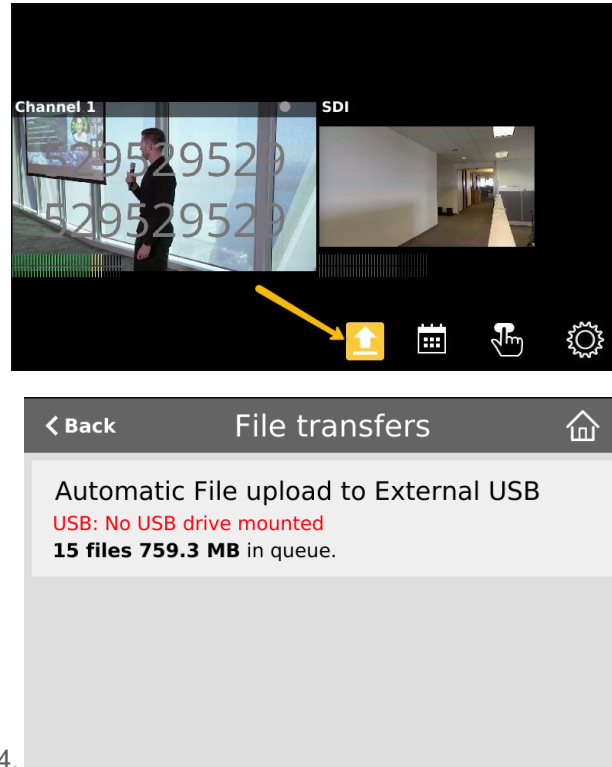 Channel 1
SDI
529529529
529529529
Back
File transfers
Automatic File upload to External USB
USB: No USB drive mounted
15 files 759.3 MB in queue.
4.